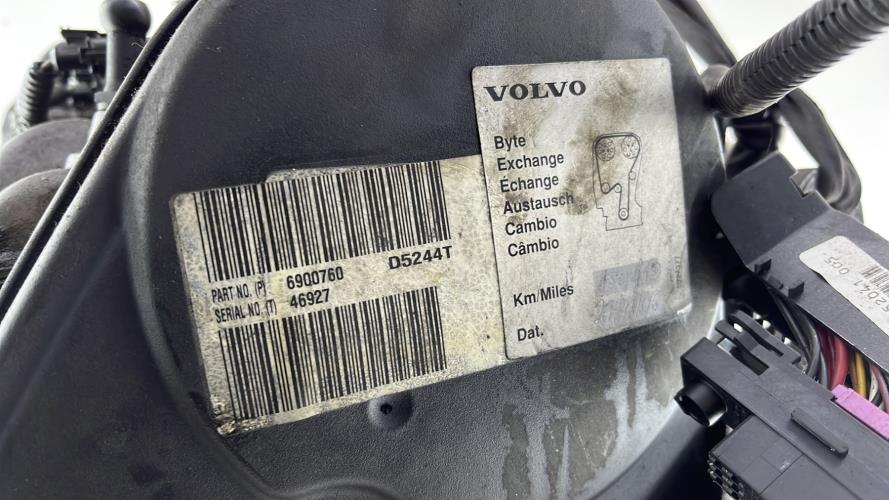 VOLVO
Byte
Exchange
Échange
Austausch
Cambio
Câmbio
Km/Miles
Dat.
D5244T
PART NO. (P) 6900760
SERIAL NO. (T) 46927